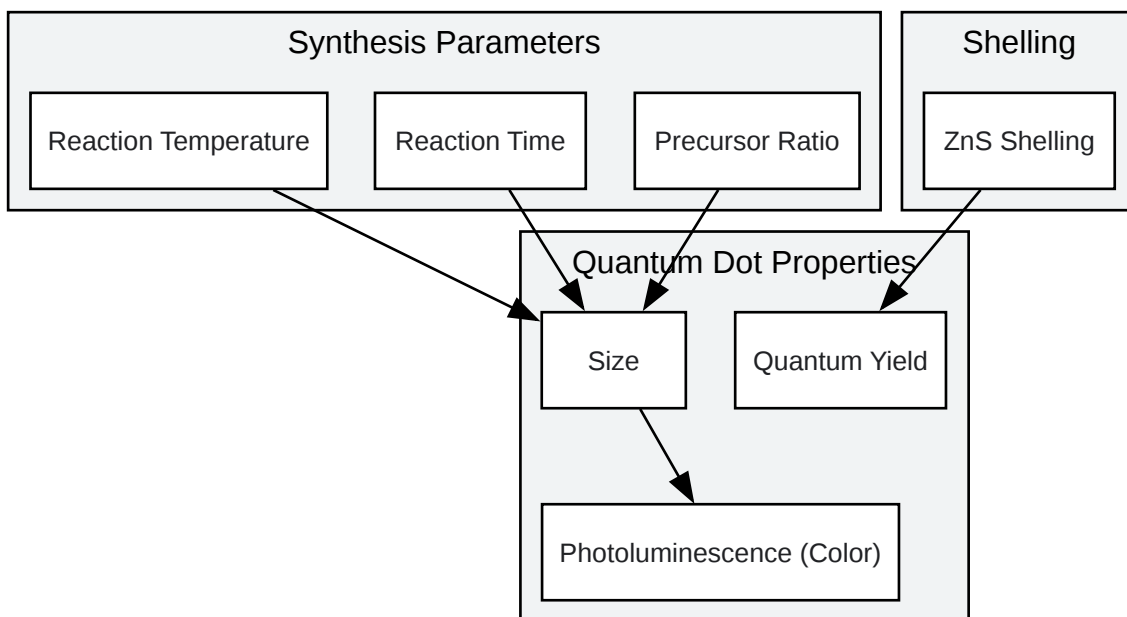 Synthesis Parameters
Shelling
Reaction Temperature
Reaction Time
Precursor Ratio
ZnS Shelling
Quantum Dot Properties
Size
Quantum Yield
Photoluminescence (Color)